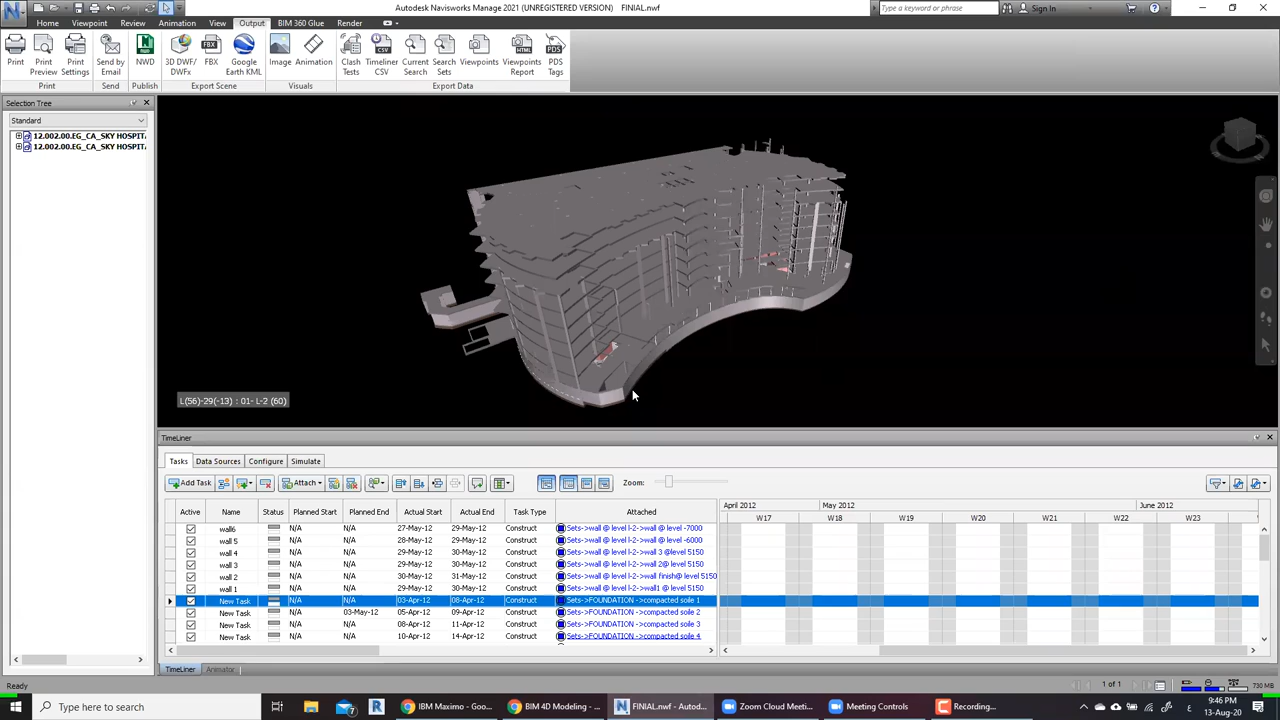 Autodesk Navisworks Manage 2021 (UNREGISTERED VERSION) FINIAL.nwf
Type a keyword or phrase
Sign In
Home Viewpoint Review Animation View Output BIM 360 Glue Render
Print Print Preview Print Settings Send by Email NWD 3D DWF/DWFx FBX Google Earth KML Image Animation Clash Tests Timeliner CSV Current Search Search Sets Viewpoints Viewpoints Report PDS Tags
Print Send Publish Export Scene Visuals Export Data
Selection Tree
Standard
12.002.00.EG_CA_SKY HOSPIT
12.002.00.EG_CA_SKY HOSPIT
L(56)-29(-13) : 01- L-2 (60)
TimeLiner
Tasks Data Sources Configure Simulate
Add Task Attach Zoom:
Active Name Status Planned Start Planned End Actual Start Actual End Task Type Attached
April 2012 May 2012 June 2012
W17 W18 W19 W20 W21 W22 W23
wall6 N/A N/A 27-May-12 29-May-12 Construct Sets->wall @ level l-2->wall @ level -7000
wall 5 N/A N/A 28-May-12 29-May-12 Construct Sets->wall @ level l-2->wall @ level -6000
wall 4 N/A N/A 29-May-12 30-May-12 Construct Sets->wall @ level l-2->wall 3 @level 5150
wall 3 N/A N/A 29-May-12 30-May-12 Construct Sets->wall @ level l-2->wall 2@ level 5150
wall 2 N/A N/A 30-May-12 31-May-12 Construct Sets->wall @ level l-2->wall finish@ level 5150
wall 1 N/A N/A 29-May-12 30-May-12 Construct Sets->wall @ level l-2->wall1 @ level 5150
New Task N/A N/A 03-Apr-12 08-Apr-12 Construct Sets->FOUNDATION ->compacted soile 1
New Task N/A 03-May-12 05-Apr-12 09-Apr-12 Construct Sets->FOUNDATION ->compacted soile 2
New Task N/A N/A 08-Apr-12 11-Apr-12 Construct Sets->FOUNDATION ->compacted soile 3
New Task N/A N/A 10-Apr-12 14-Apr-12 Construct Sets->FOUNDATION ->compacted soile 4
TimeLiner Animator
Ready
1 of 1
730 MB
Type here to search
IBM Maximo - Goo...
BIM 4D Modeling - ...
FINIAL.nwf - Autod...
Zoom Cloud Meeti...
Meeting Controls
Recording...
9:46 PM
13-Aug-20